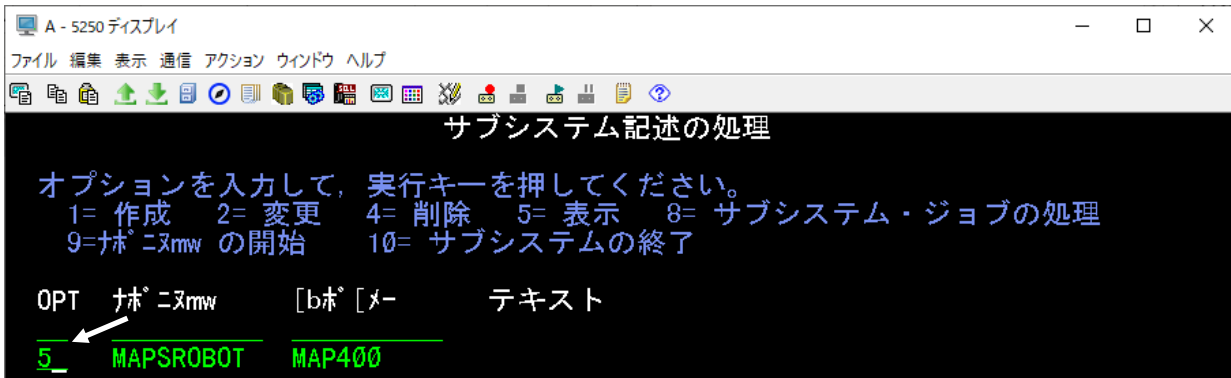 A - 5250 ディスプレイ
ファイル 編集 表示 通信 アクション ウィンドウ ヘルプ
サブシステム記述の処理
オプションを入力して, 実行キーを押してください。
1= 作成 2= 変更 4= 削除 5= 表示 8= サブシステム・ジョブの処理
9=ﾅﾎﾞﾆﾇmw の開始 10= サブシステムの終了
OPT ﾅﾎﾞﾆﾇmw [bﾎﾞ[ﾒｰ テキスト
5_ MAPSROBOT MAP400